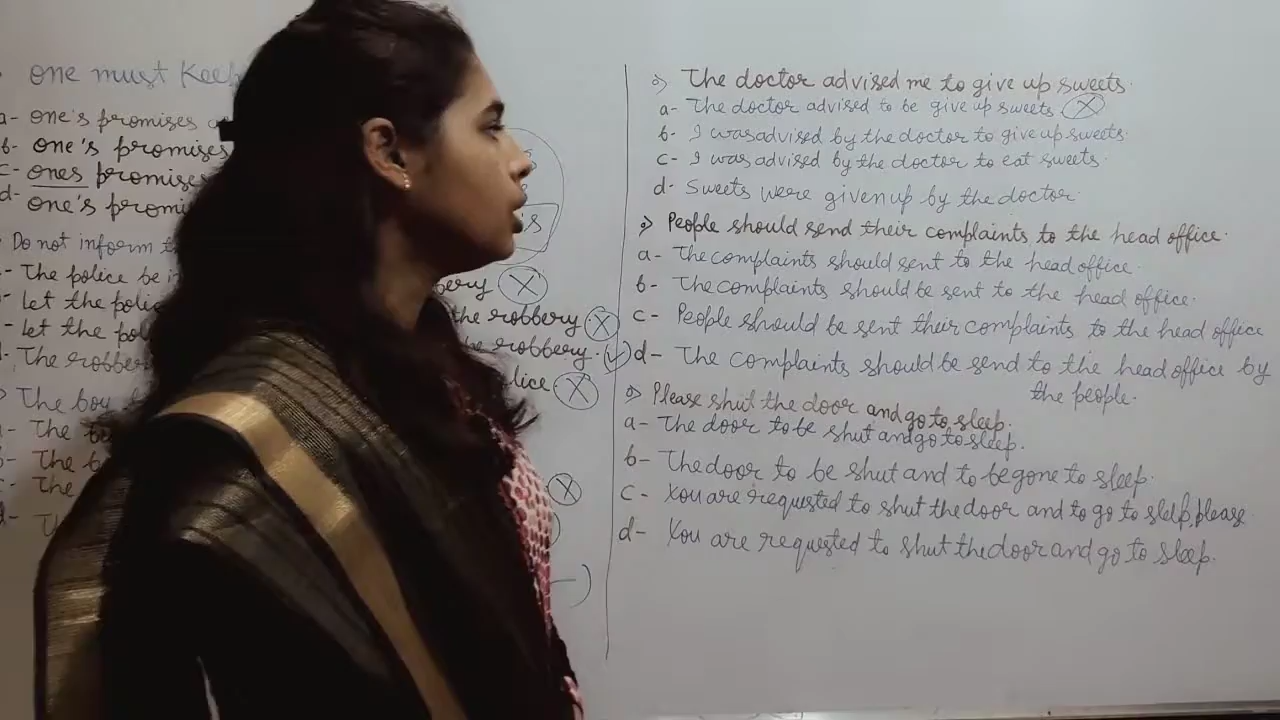 one must Keep
a- one's promises
b- one's promises
c- ones promises
d- one's promi
Do not inform t
The police be i
let the polic
let the pol
The robber
The boy
The
The b
The
's
bery
the robbery
he robbery.
lice
The doctor advised me to give up sweets.
a- The doctor advised to be give up sweets
b- I was advised by the doctor to give up sweets.
c- I was advised by the doctor to eat sweets.
d- Sweets were given up by the doctor.
People should send their complaints to the head office.
a- The complaints should sent to the head office.
b- The complaints should be sent to the head office.
c- People should be sent their complaints to the head office
d- The complaints should be send to the head office by
the people.
Please shut the door and go to sleep.
a- The door to be shut and go to sleep.
b- The door to be shut and to be gone to sleep.
c- You are requested to shut the door and to go to sleep, please
d- You are requested to shut the door and go to sleep.